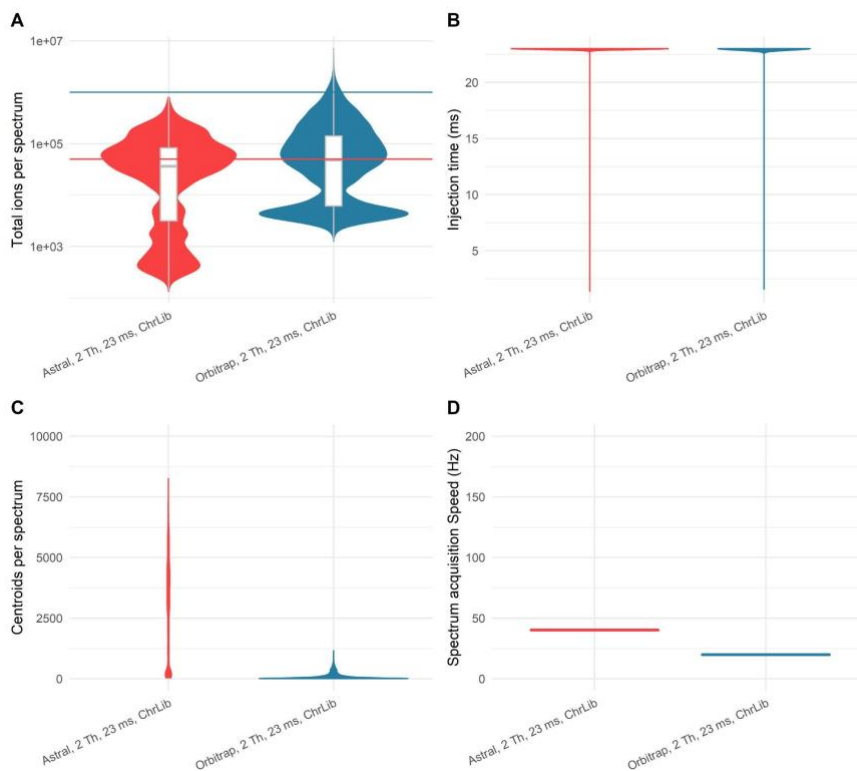 A
Total ions per spectrum
1e+07
1e+05
1e+03
Astral, 2 Th, 23 ms, ChrLib
Orbitrap, 2 Th, 23 ms, ChrLib
B
Injection time (ms)
20
15
10
5
Astral, 2 Th, 23 ms, ChrLib
Orbitrap, 2 Th, 23 ms, ChrLib
C
Centroids per spectrum
10000
7500
5000
2500
0
Astral, 2 Th, 23 ms, ChrLib
Orbitrap, 2 Th, 23 ms, ChrLib
D
Spectrum acquisition Speed (Hz)
200
150
100
50
0
Astral, 2 Th, 23 ms, ChrLib
Orbitrap, 2 Th, 23 ms, ChrLib